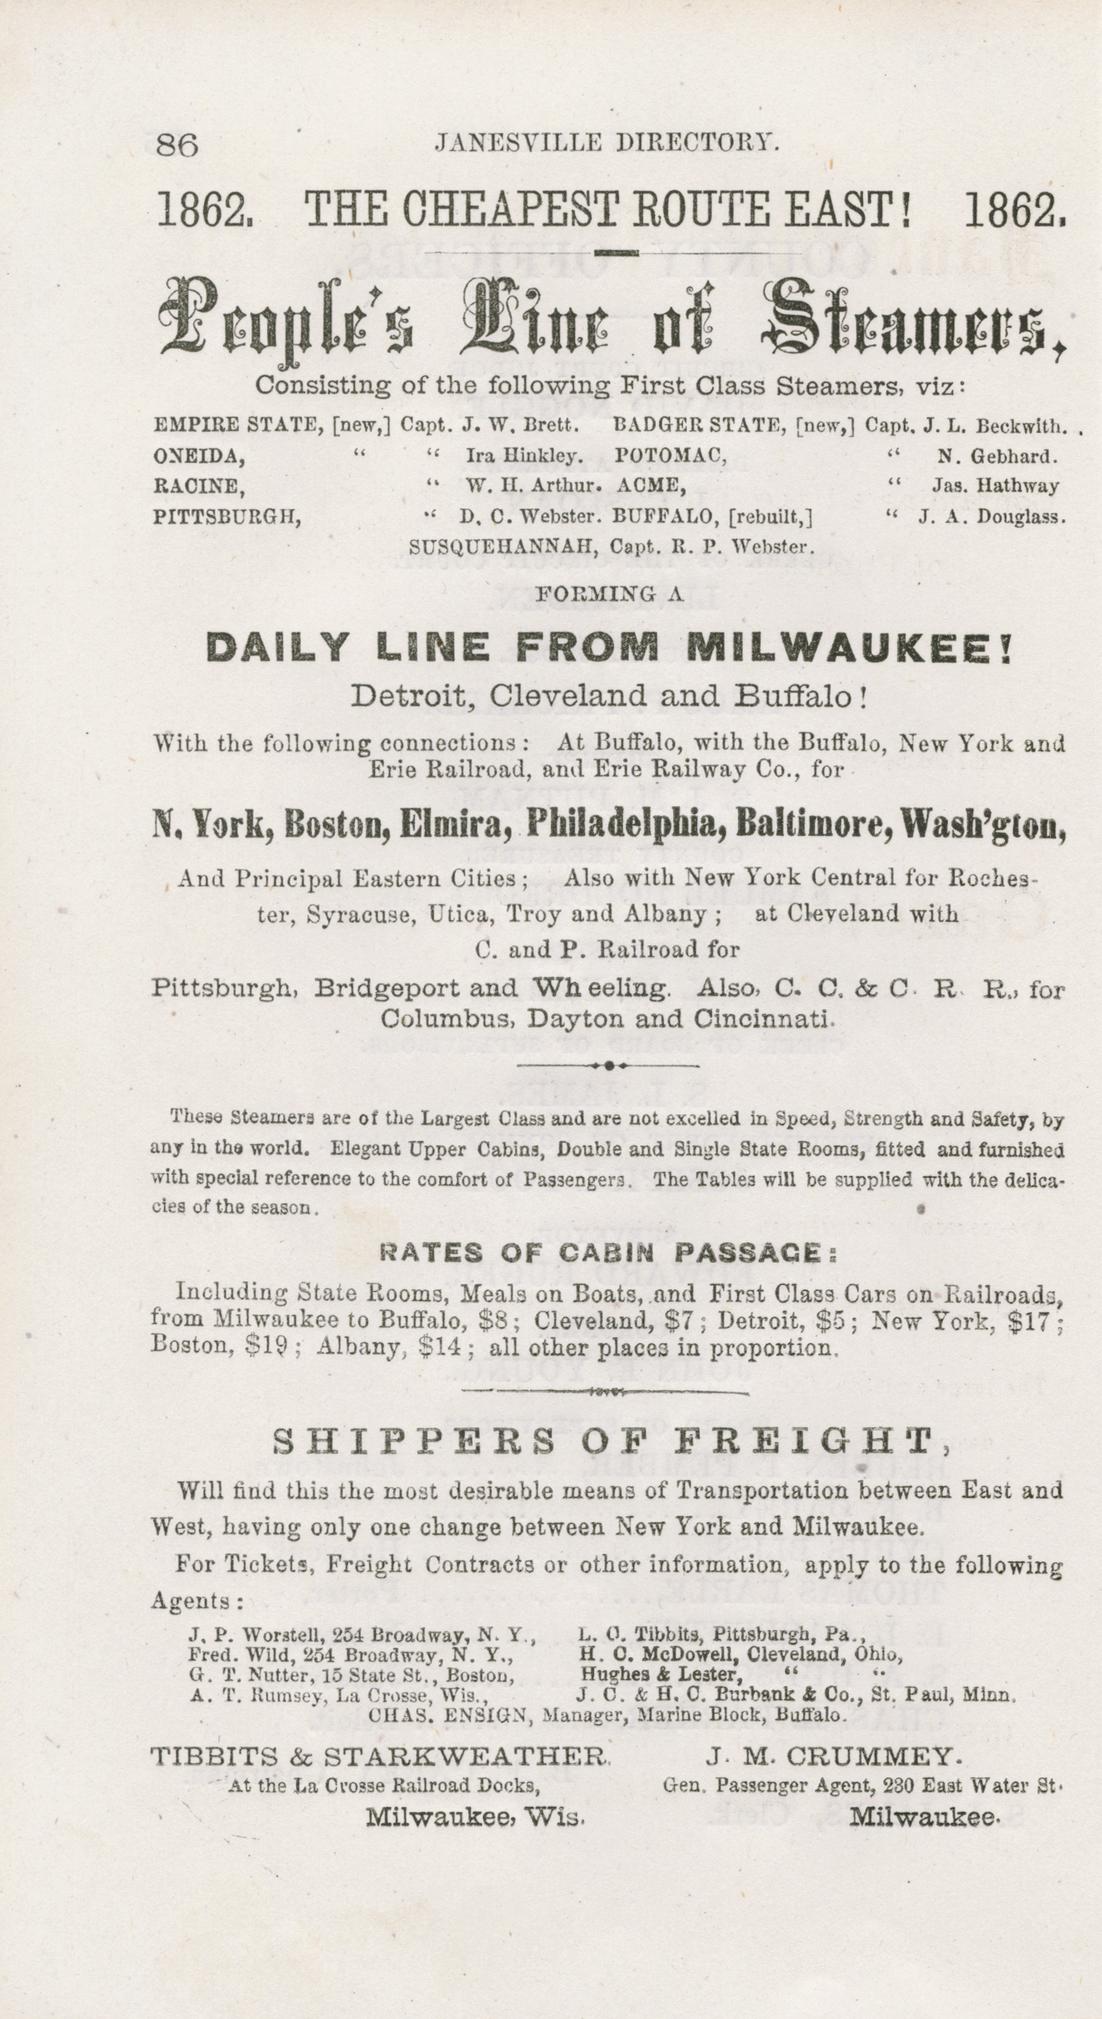 86 JANESVILLE DIRECTORY.
1862. THE CHEAPEST ROUTE EAST! 1862.
People's Line of Steamers,
Consisting of the following First Class Steamers, viz:
EMPIRE STATE, [new,] Capt. J. W. Brett. BADGER STATE, [new,] Capt. J. L. Beckwith.
ONEIDA, “ “ Ira Hinkley. POTOMAC, “ N. Gebhard.
RACINE, “ W. H. Arthur. ACME, “ Jas. Hathway
PITTSBURGH, “ D. C. Webster. BUFFALO, [rebuilt,] “ J. A. Douglass.
SUSQUEHANNAH, Capt. R. P. Webster.
FORMING A
DAILY LINE FROM MILWAUKEE!
Detroit, Cleveland and Buffalo!
With the following connections: At Buffalo, with the Buffalo, New York and
Erie Railroad, and Erie Railway Co., for
N. York, Boston, Elmira, Philadelphia, Baltimore, Wash'gton,
And Principal Eastern Cities; Also with New York Central for Roches-
ter, Syracuse, Utica, Troy and Albany; at Cleveland with
C. and P. Railroad for
Pittsburgh, Bridgeport and Wheeling. Also, C. C. & C. R. R., for
Columbus, Dayton and Cincinnati.
These Steamers are of the Largest Class and are not excelled in Speed, Strength and Safety, by
any in the world. Elegant Upper Cabins, Double and Single State Rooms, fitted and furnished
with special reference to the comfort of Passengers. The Tables will be supplied with the delica-
cies of the season.
RATES OF CABIN PASSAGE:
Including State Rooms, Meals on Boats, and First Class Cars on Railroads,
from Milwaukee to Buffalo, $8; Cleveland, $7; Detroit, $5; New York, $17;
Boston, $19; Albany, $14; all other places in proportion.
SHIPPERS OF FREIGHT,
Will find this the most desirable means of Transportation between East and
West, having only one change between New York and Milwaukee.
For Tickets, Freight Contracts or other information, apply to the following
Agents:
J. P. Worstell, 254 Broadway, N. Y., L. C. Tibbits, Pittsburgh, Pa.,
Fred. Wild, 254 Broadway, N. Y., H. C. McDowell, Cleveland, Ohio,
G. T. Nutter, 15 State St., Boston, Hughes & Lester, “ “
A. T. Rumsey, La Crosse, Wis., J. C. & H. C. Burbank & Co., St. Paul, Minn.
CHAS. ENSIGN, Manager, Marine Block, Buffalo.
TIBBITS & STARKWEATHER. J. M. CRUMMEY.
At the La Crosse Railroad Docks, Gen. Passenger Agent, 230 East Water St.
Milwaukee, Wis. Milwaukee.